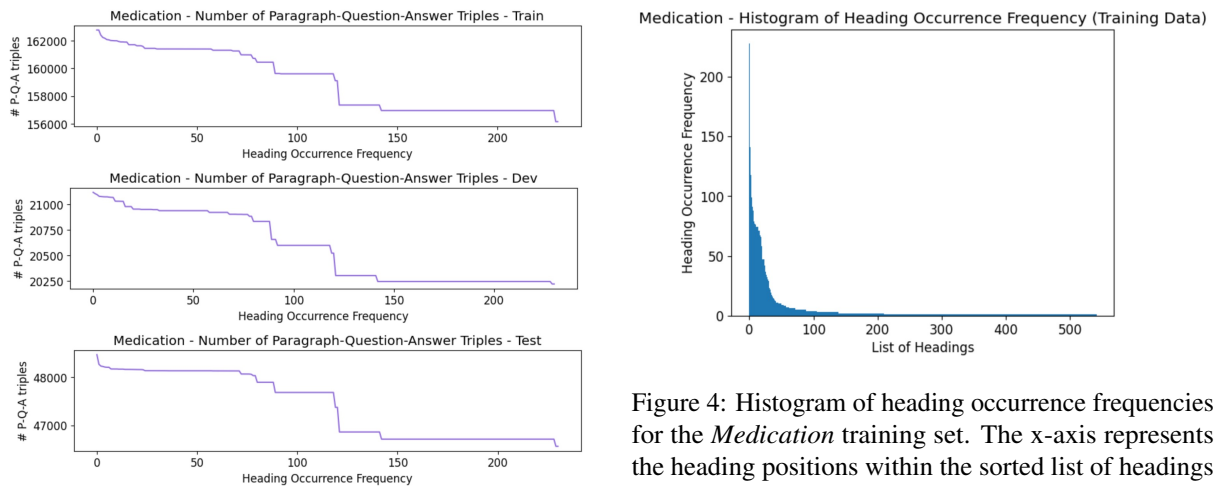 Medication - Number of Paragraph-Question-Answer Triples - Train
# P-Q-A triples
162000
160000
158000
156000
0 50 100 150 200
Heading Occurrence Frequency
Medication - Number of Paragraph-Question-Answer Triples - Dev
# P-Q-A triples
21000
20750
20500
20250
0 50 100 150 200
Heading Occurrence Frequency
Medication - Number of Paragraph-Question-Answer Triples - Test
# P-Q-A triples
48000
47000
0 50 100 150 200
Heading Occurrence Frequency
Medication - Histogram of Heading Occurrence Frequency (Training Data)
Heading Occurrence Frequency
200
150
100
50
0
0 100 200 300 400 500
List of Headings
Figure 4: Histogram of heading occurrence frequencies
for the Medication training set. The x-axis represents
the heading positions within the sorted list of headings